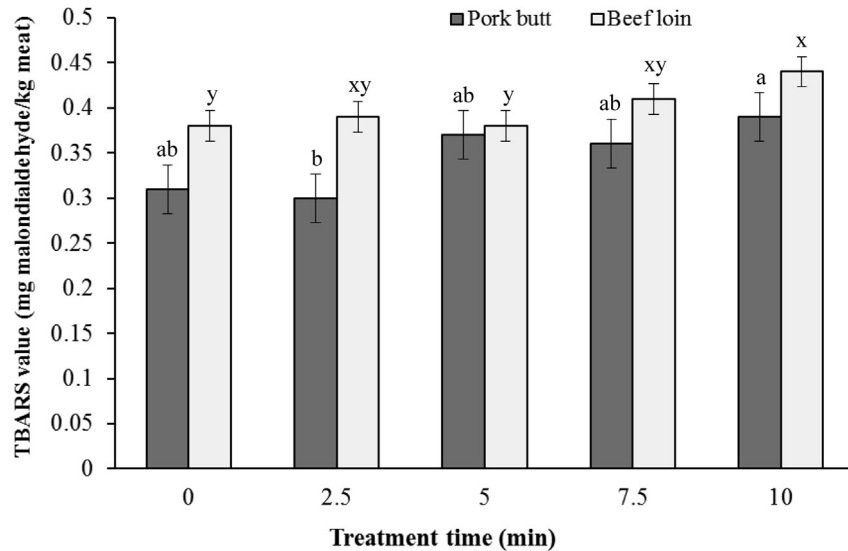 Pork butt Beef loin
TBARS value (mg malondialdehyde/kg meat)
0.5
0.45
0.4
0.35
0.3
0.25
0.2
0.15
0.1
0.05
0
ab y b xy ab y ab xy a x
0 2.5 5 7.5 10
Treatment time (min)